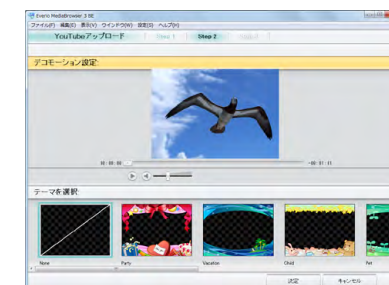 Everio MediaBrowser 3 BE
ファイル(F) 編集(E) 表示(V) ウインドウ(W) 設定(S) ヘルプ(H)
YouTubeアップロード Step 1 Step 2
デコモーション設定
テーマを選択
None Party Vacation Child Pet
決定 キャンセル